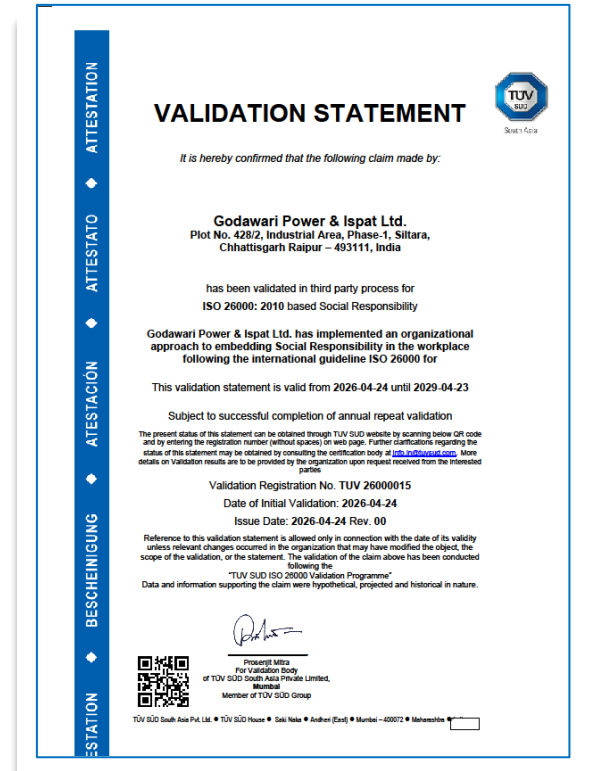 VALIDATION STATEMENT
TÜV
SÜD
South Asia
It is hereby confirmed that the following claim made by:
Godawari Power & Ispat Ltd.
Plot No. 428/2, Industrial Area, Phase-1, Siltara,
Chhattisgarh Raipur – 493111, India
has been validated in third party process for
ISO 26000: 2010 based Social Responsibility
Godawari Power & Ispat Ltd. has implemented an organizational
approach to embedding Social Responsibility in the workplace
following the international guideline ISO 26000 for
This validation statement is valid from 2026-04-24 until 2029-04-23
Subject to successful completion of annual repeat validation
The present status of this statement can be obtained through TUV SUD website by scanning below QR code
and by entering the registration number (without spaces) on web page. Further clarifications regarding the
status of this statement may be obtained by consulting the certification body at info.in@tuvsud.com. More
details on Validation results are to be provided by the organization upon request received from the interested
parties
Validation Registration No. TUV 26000015
Date of Initial Validation: 2026-04-24
Issue Date: 2026-04-24 Rev. 00
Reference to this validation statement is allowed only in connection with the date of its validity
unless relevant changes occurred in the organization that may have modified the object, the
scope of the validation, or the statement. The validation of the claim above has been conducted
following the
"TUV SUD ISO 26000 Validation Programme"
Data and information supporting the claim were hypothetical, projected and historical in nature.
Prosenjit Mitra
For Validation Body
of TÜV SÜD South Asia Private Limited,
Mumbai
Member of TÜV SÜD Group
TÜV SÜD South Asia Pvt. Ltd. ● TÜV SÜD House ● Saki Naka ● Andheri (East) ● Mumbai – 400072 ● Maharashtra ●
ATTESTATION ◆ ATTESTATO ◆ ATESTACIÓN ◆ BESCHEINIGUNG ◆ ESTATION